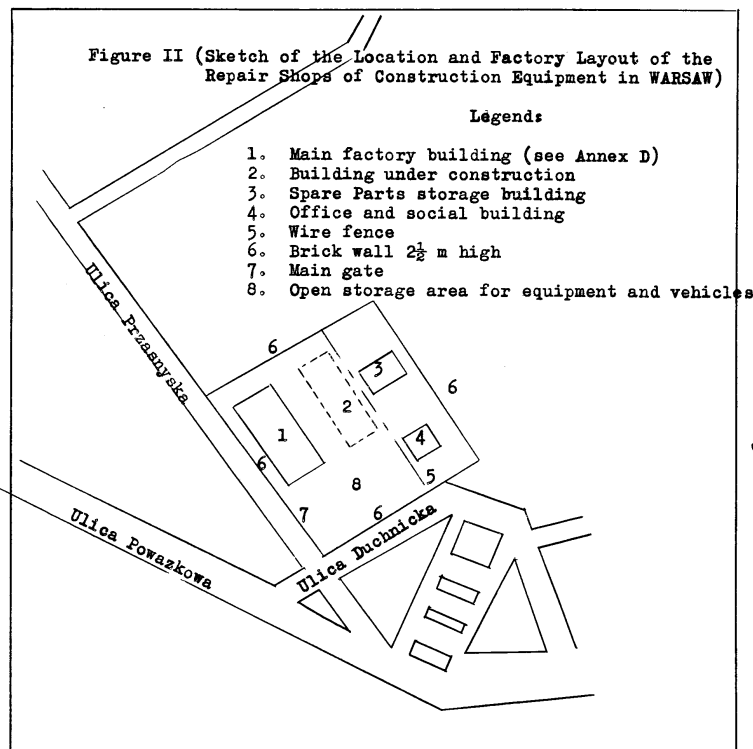 Figure II (Sketch of the Location and Factory Layout of the
Repair Shops of Construction Equipment in WARSAW)
Legend:
1. Main factory building (see Annex D)
2. Building under construction
3. Spare Parts storage building
4. Office and social building
5. Wire fence
6. Brick wall 2½ m high
7. Main gate
8. Open storage area for equipment and vehicles
Ulica Przasnyska
6
3
6
2
1
4
6
5
8
7
6
Ulica Duchnicka
Ulica Powazkowa